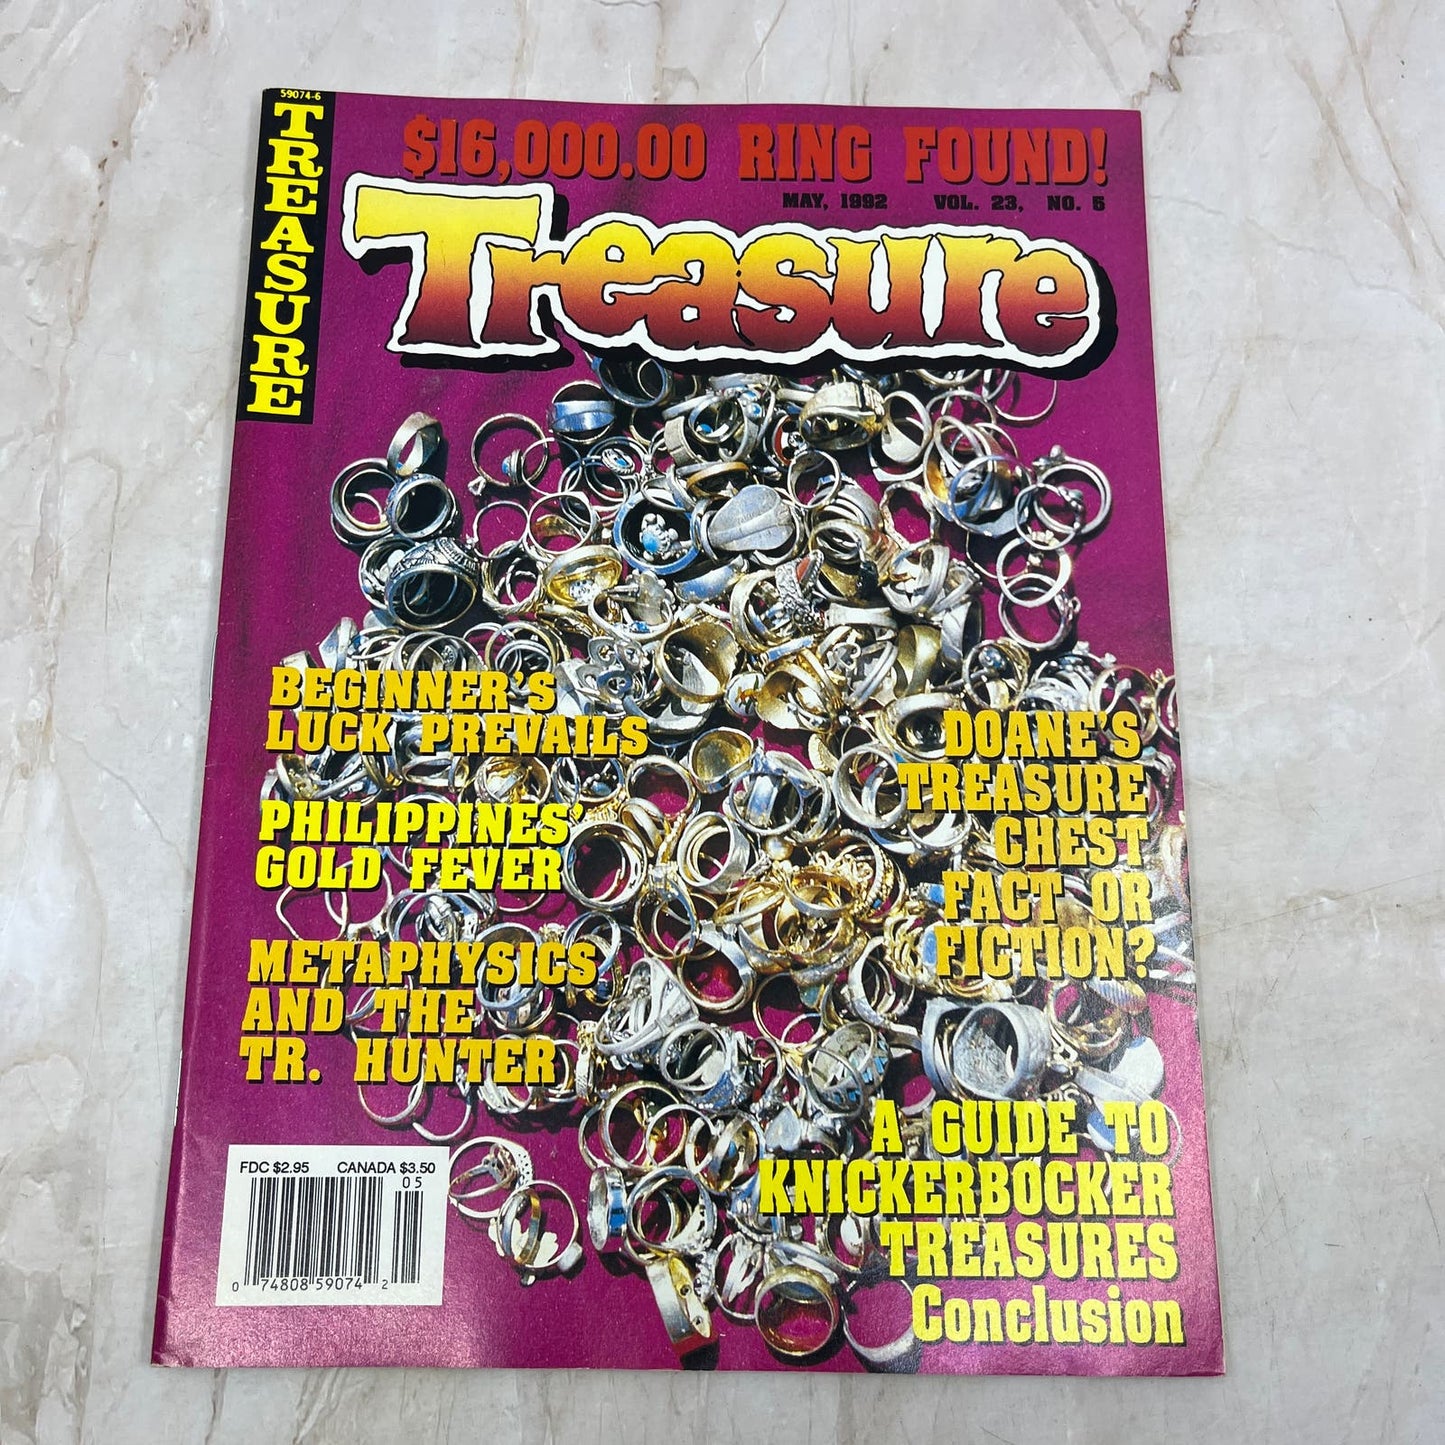 59074-6
TREASURE
$16,000.00 RING FOUND!
MAY, 1992 VOL. 23, NO. 5
Treasure
BEGINNER'S
LUCK PREVAILS
PHILIPPINES'
GOLD FEVER
METAPHYSICS
AND THE
TR. HUNTER
DOANE'S
TREASURE
CHEST
FACT OR
FICTION?
A GUIDE TO
KNICKERBOCKER
TREASURES
Conclusion
FDC $2.95 CANADA $3.50
05
0 74808 59074 2